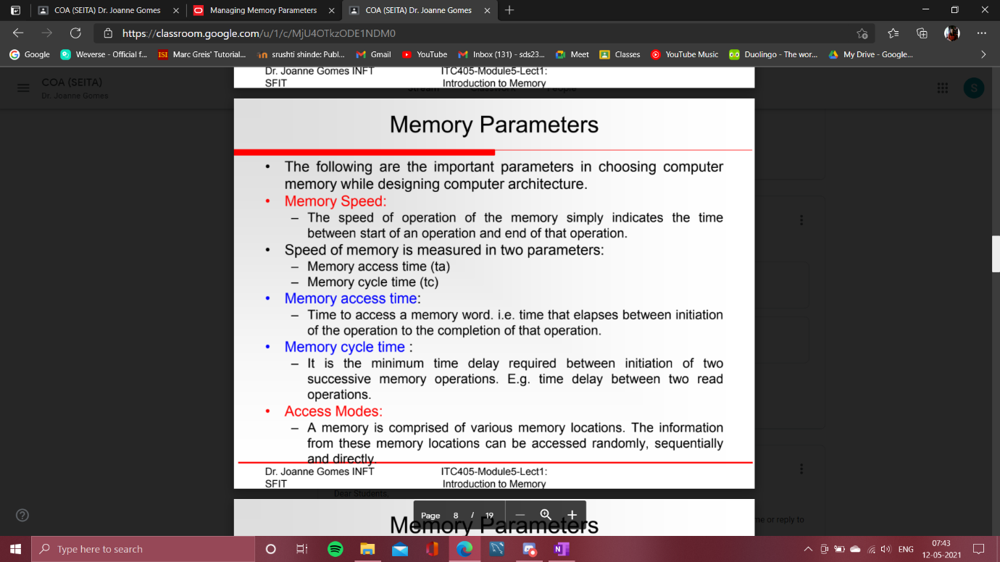 COA (SEITA) Dr. Joanne Gomes
Managing Memory Parameters
COA (SEITA) Dr. Joanne Gomes
https://classroom.google.com/u/1/c/MjU4OTkzODE1NDM0
Google
Weverse - Official f...
ISI Marc Greis' Tutorial...
srushti shinde: Publ...
Gmail
YouTube
Inbox (131) - sds23...
Meet
Classes
YouTube Music
Duolingo - The wor...
My Drive - Google...
COA (SEITA)
Dr. Joanne Gomes
S
Dr. Joanne Gomes INFT
SFIT
ITC405-Module5-Lect1:
Introduction to Memory
Memory Parameters
• The following are the important parameters in choosing computer
memory while designing computer architecture.
• Memory Speed:
– The speed of operation of the memory simply indicates the time
between start of an operation and end of that operation.
• Speed of memory is measured in two parameters:
– Memory access time (ta)
– Memory cycle time (tc)
• Memory access time:
– Time to access a memory word. i.e. time that elapses between initiation
of the operation to the completion of that operation.
• Memory cycle time :
– It is the minimum time delay required between initiation of two
successive memory operations. E.g. time delay between two read
operations.
• Access Modes:
– A memory is comprised of various memory locations. The information
from these memory locations can be accessed randomly, sequentially
and directly.
Dr. Joanne Gomes INFT
SFIT
ITC405-Module5-Lect1:
Introduction to Memory
Dear Students,
Memory Parameters
Page 8 / 19
me or reply to
Type here to search
ENG
07:43
12-05-2021